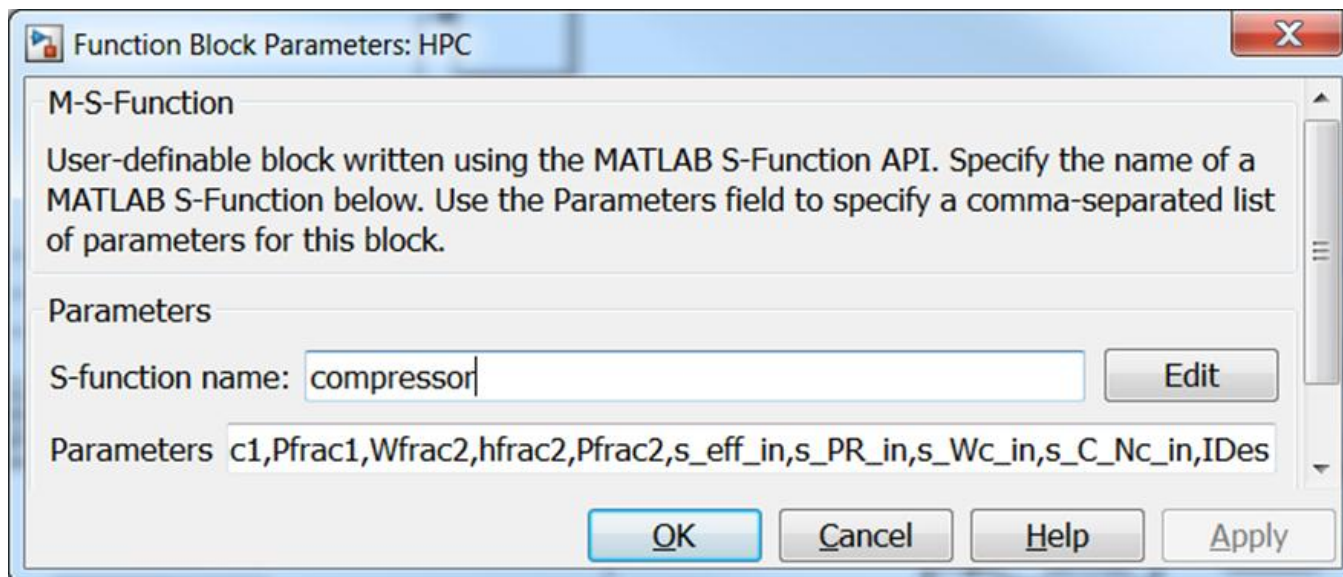 Function Block Parameters: HPC
X
M-S-Function
User-definable block written using the MATLAB S-Function API. Specify the name of a
MATLAB S-Function below. Use the Parameters field to specify a comma-separated list
of parameters for this block.
Parameters
S-function name: compressor Edit
Parameters c1,Pfrac1,Wfrac2,hfrac2,Pfrac2,s_eff_in,s_PR_in,s_Wc_in,s_C_Nc_in,IDes
OK Cancel Help Apply